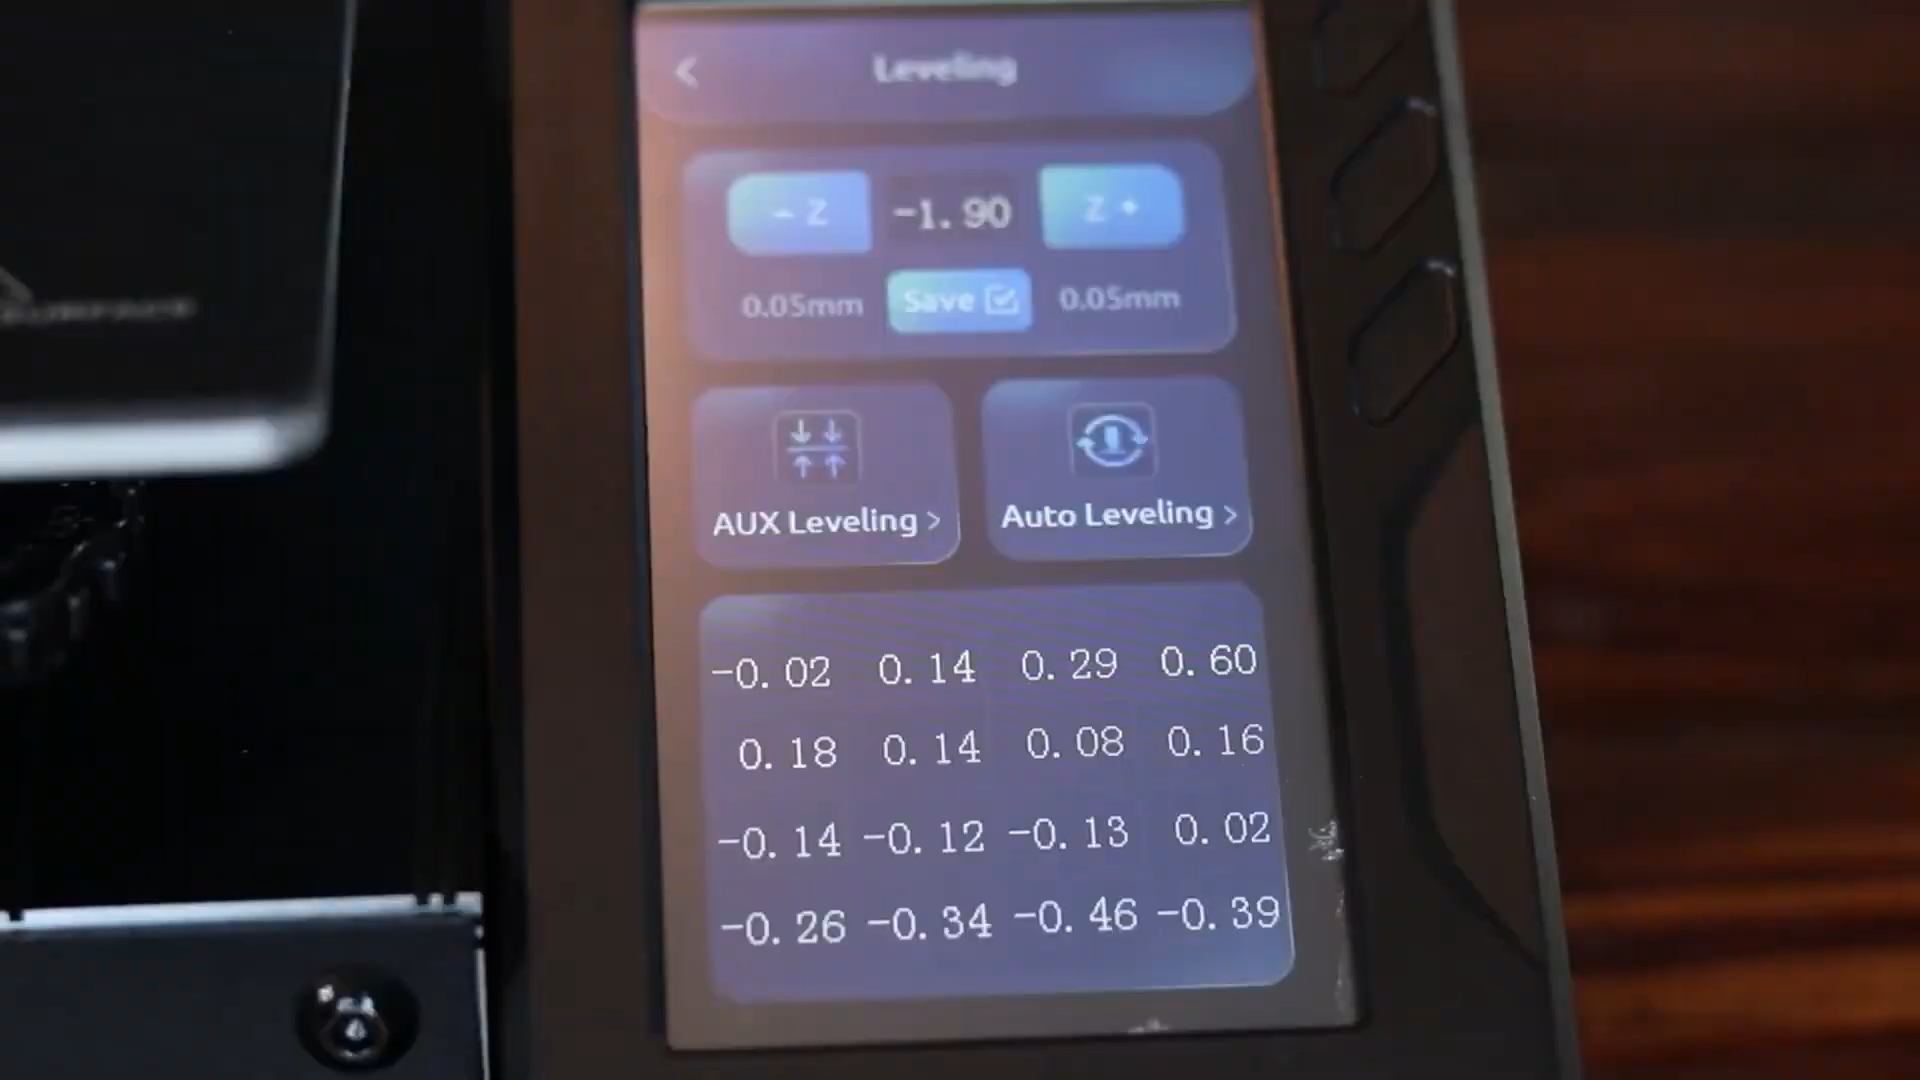 Leveling
- Z -1.90 Z +
0.05mm Save 0.05mm
AUX Leveling > Auto Leveling >
-0.02 0.14 0.29 0.60
0.18 0.14 0.08 0.16
-0.14 -0.12 -0.13 0.02
-0.26 -0.34 -0.46 -0.39